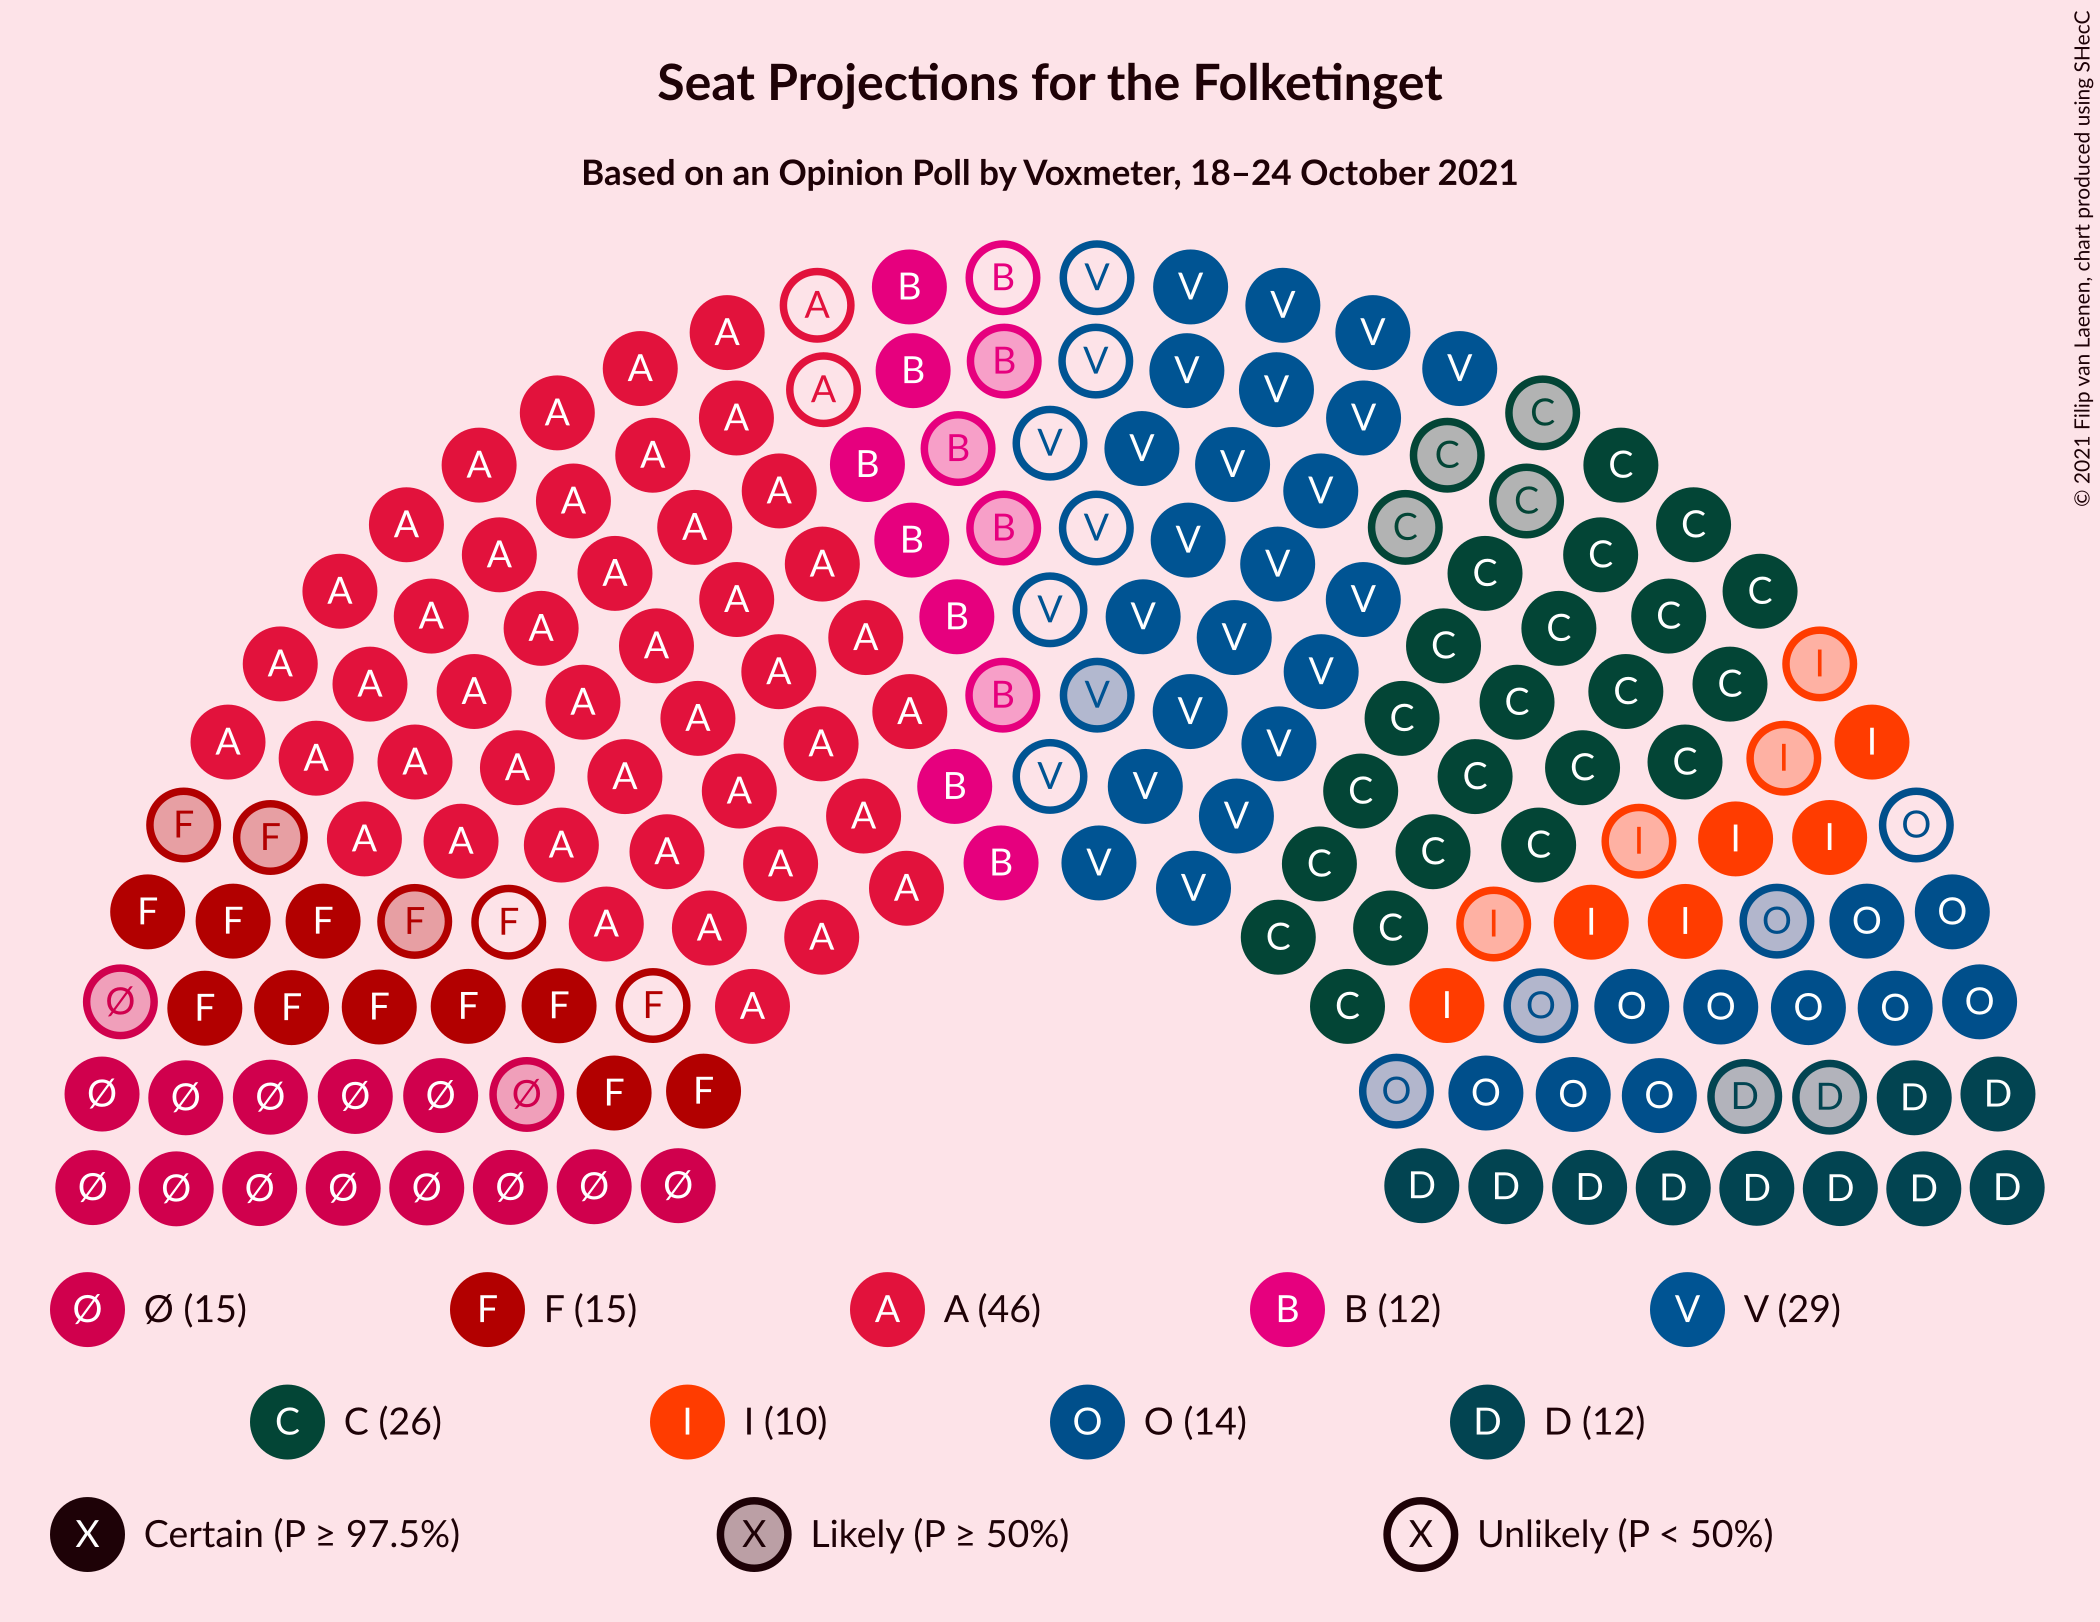 Seat Projections for the Folketinget
Based on an Opinion Poll by Voxmeter, 18–24 October 2021
© 2021 Filip van Laenen, chart produced using SHecC
A B B V V V
A A A B B V V V V V
A A A A B B V V V V C C C
A A A A A A A B B V V V V C C C C C
A A A A A A B V V V V C C C C
A A A A A A A B V V V C C C C I
A A A A A A A B V V V C C C C I I
F F A A A A A A A B V V V C C C I I I O
F F F F F A A A C C I I I O O O
Ø F F F F F F A C I O O O O O O
Ø Ø Ø Ø Ø Ø F F O O O O D D D D
Ø Ø Ø Ø Ø Ø Ø Ø D D D D D D D D
Ø Ø (15) F F (15) A A (46) B B (12) V V (29)
C C (26) I I (10) O O (14) D D (12)
X Certain (P ≥ 97.5%) X Likely (P ≥ 50%) X Unlikely (P < 50%)